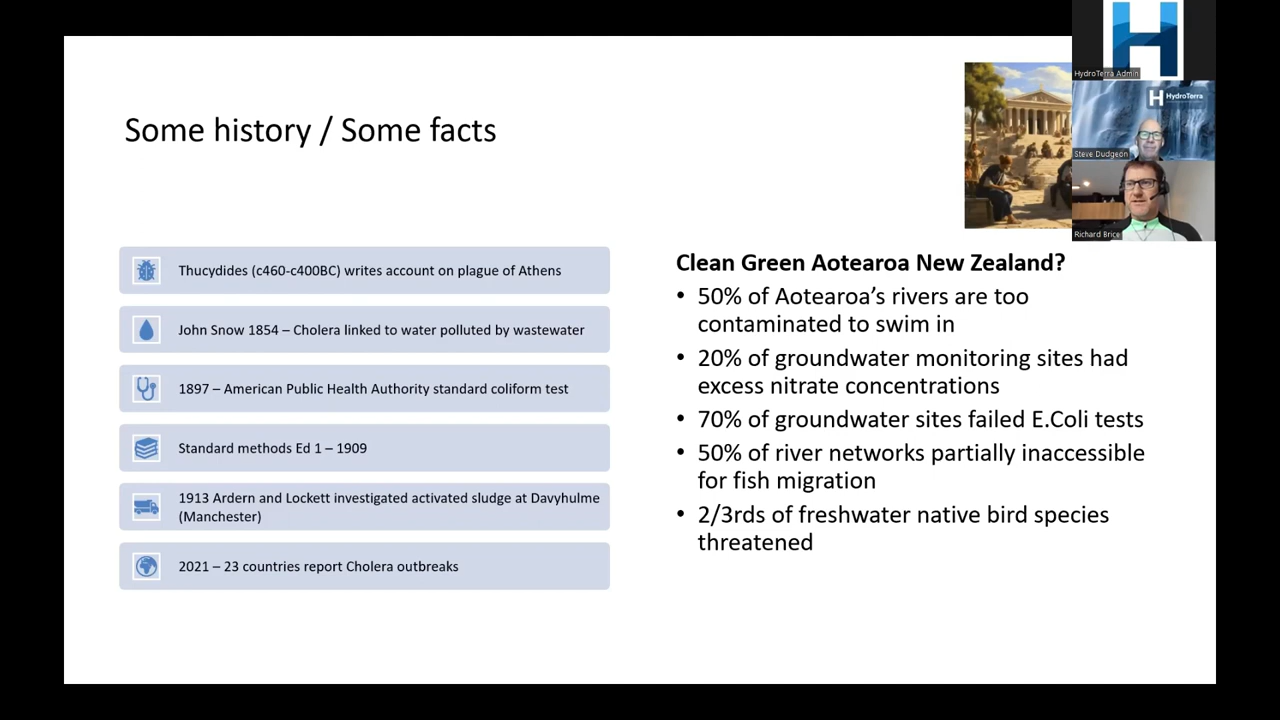 Some history / Some facts
Thucydides (c460-c400BC) writes account on plague of Athens
John Snow 1854 – Cholera linked to water polluted by wastewater
1897 – American Public Health Authority standard coliform test
Standard methods Ed 1 – 1909
1913 Ardern and Lockett investigated activated sludge at Davyhulme
(Manchester)
2021 – 23 countries report Cholera outbreaks
Clean Green Aotearoa New Zealand?
• 50% of Aotearoa’s rivers are too
contaminated to swim in
• 20% of groundwater monitoring sites had
excess nitrate concentrations
• 70% of groundwater sites failed E.Coli tests
• 50% of river networks partially inaccessible
for fish migration
• 2/3rds of freshwater native bird species
threatened
H
HydroTerra Admin
H HydroTerra
Steve Dudgeon
Richard Brice